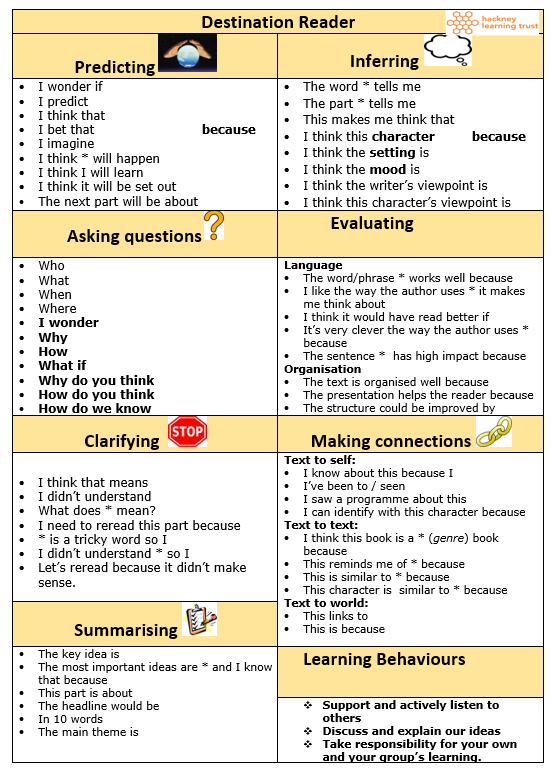 Destination Reader
hackney
learning trust
Predicting
I wonder if
I predict
I think that
I bet that because
I imagine
I think * will happen
I think I will learn
I think it will be set out
The next part will be about
Inferring
The word * tells me
The part * tells me
This makes me think that
I think this character because
I think the setting is
I think the mood is
I think the writer's viewpoint is
I think this character's viewpoint is
Asking questions
Who
What
When
Where
I wonder
Why
How
What if
Why do you think
How do you think
How do we know
Evaluating
Language
The word/phrase * works well because
I like the way the author uses * it makes
me think about
I think it would have read better if
It's very clever the way the author uses *
because
The sentence * has high impact because
Organisation
The text is organised well because
The presentation helps the reader because
The structure could be improved by
Clarifying
STOP
I think that means
I didn't understand
What does * mean?
I need to reread this part because
* is a tricky word so I
I didn't understand * so I
Let's reread because it didn't make
sense.
Making connections
Text to self:
I know about this because I
I've been to / seen
I saw a programme about this
I can identify with this character because
Text to text:
I think this book is a * (genre) book
because
This reminds me of * because
This is similar to * because
This character is similar to * because
Text to world:
This links to
This is because
Summarising
The key idea is
The most important ideas are * and I know
that because
This part is about
The headline would be
In 10 words
The main theme is
Learning Behaviours
Support and actively listen to
others
Discuss and explain our ideas
Take responsibility for your own
and your group's learning.